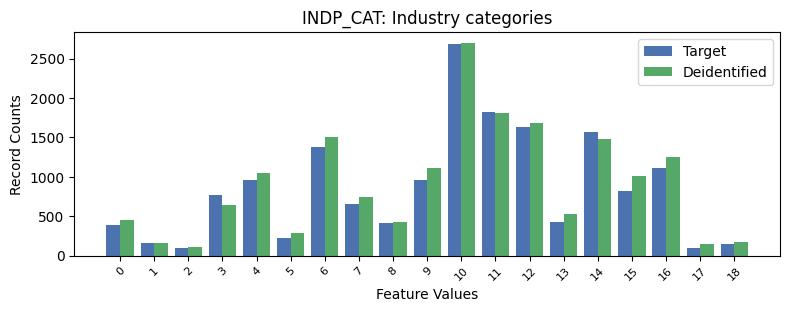 INDP_CAT: Industry categories
Target
Deidentified
Record Counts
2500
2000
1500
1000
500
0
0 1 2 3 4 5 6 7 8 9 10 11 12 13 14 15 16 17 18
Feature Values